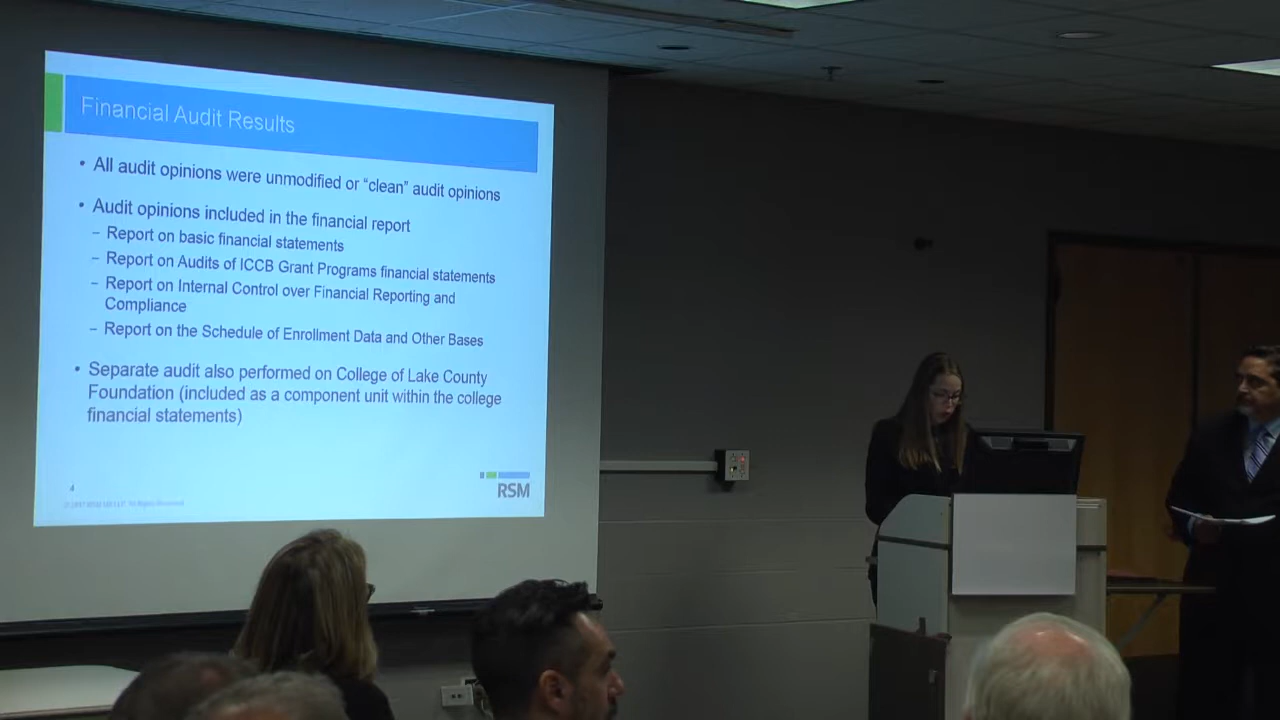 Financial Audit Results
• All audit opinions were unmodified or “clean” audit opinions
• Audit opinions included in the financial report
– Report on basic financial statements
– Report on Audits of ICCB Grant Programs financial statements
– Report on Internal Control over Financial Reporting and
Compliance
– Report on the Schedule of Enrollment Data and Other Bases
• Separate audit also performed on College of Lake County
Foundation (included as a component unit within the college
financial statements)
4
RSM